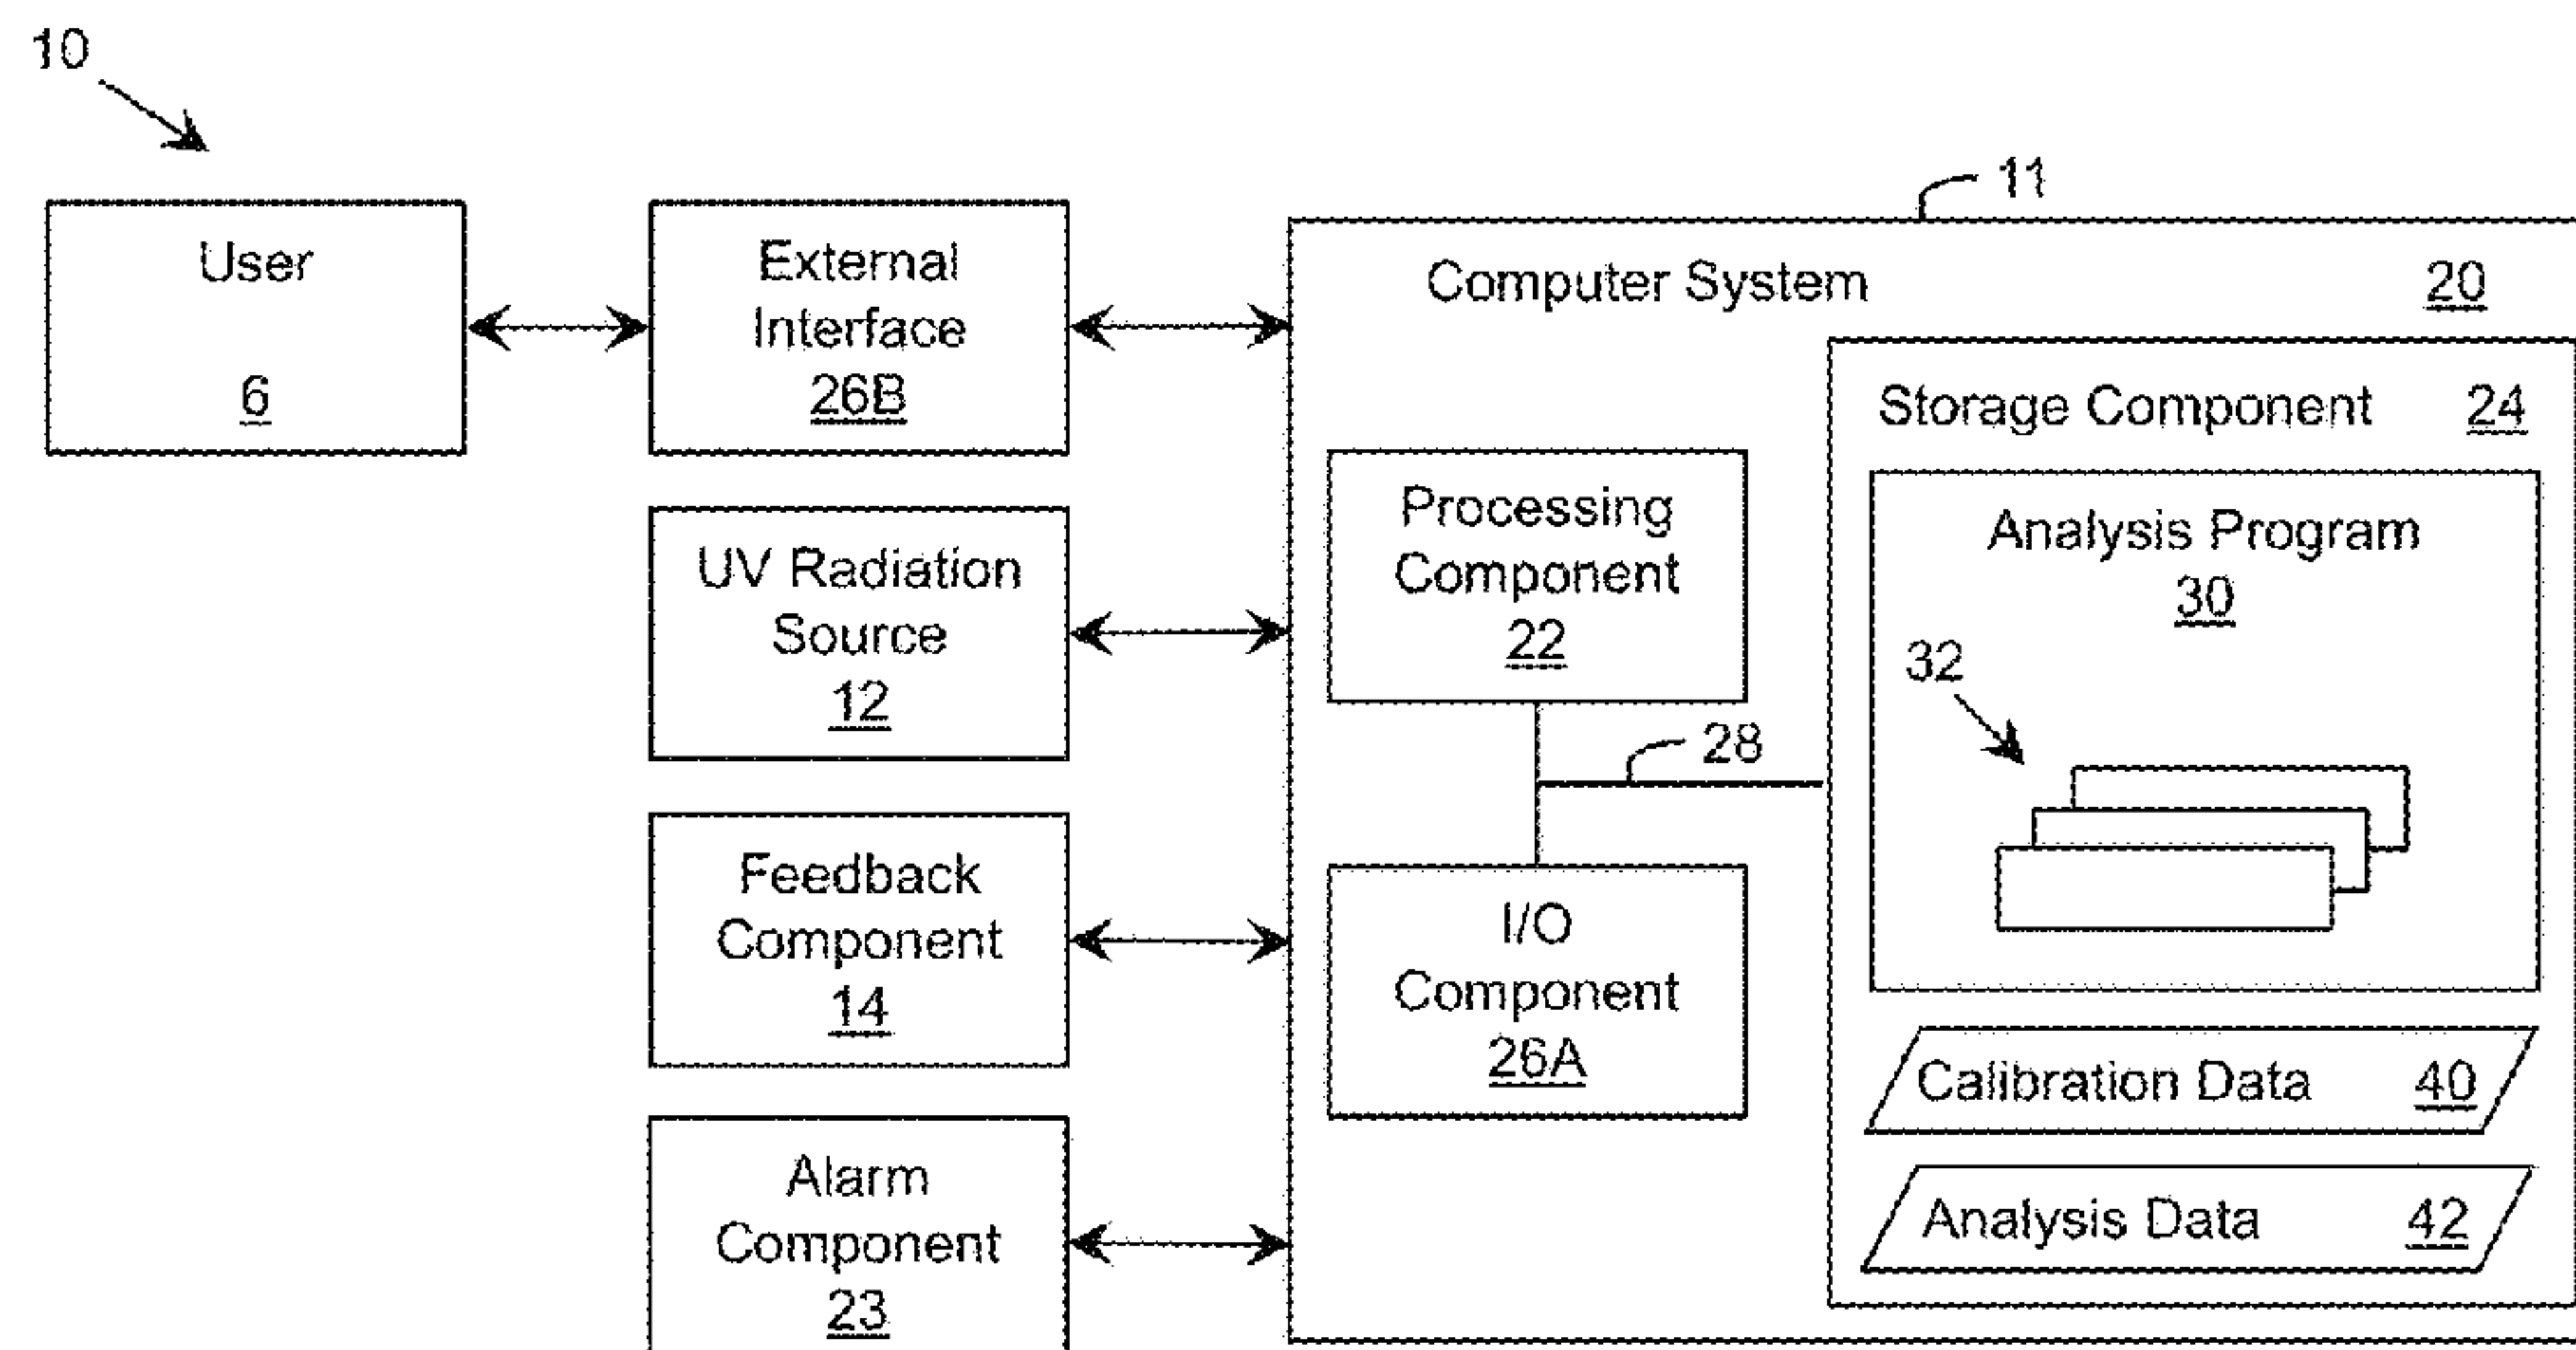 10
11
User
6
External
Interface
26B
UV Radiation
Source
12
Feedback
Component
14
Alarm
Component
23
Computer System 20
Processing
Component
22
28
I/O
Component
26A
Storage Component 24
Analysis Program
30
32
Calibration Data 40
Analysis Data 42